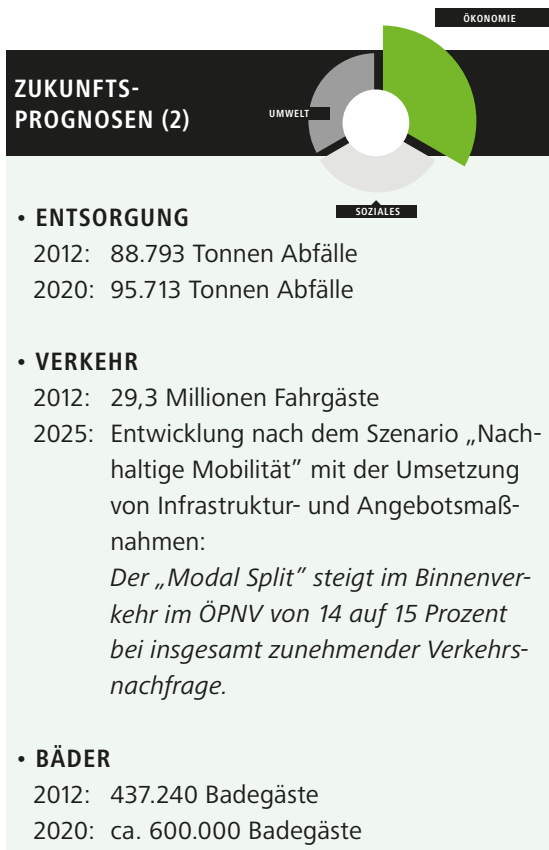 ÖKONOMIE
ZUKUNFTS-
PROGNOSEN (2)
UMWELT
SOZIALES
• ENTSORGUNG
2012: 88.793 Tonnen Abfälle
2020: 95.713 Tonnen Abfälle
• VERKEHR
2012: 29,3 Millionen Fahrgäste
2025: Entwicklung nach dem Szenario „Nach-
haltige Mobilität” mit der Umsetzung
von Infrastruktur- und Angebotsmaß-
nahmen:
Der „Modal Split” steigt im Binnenver-
kehr im ÖPNV von 14 auf 15 Prozent
bei insgesamt zunehmender Verkehrs-
nachfrage.
• BÄDER
2012: 437.240 Badegäste
2020: ca. 600.000 Badegäste